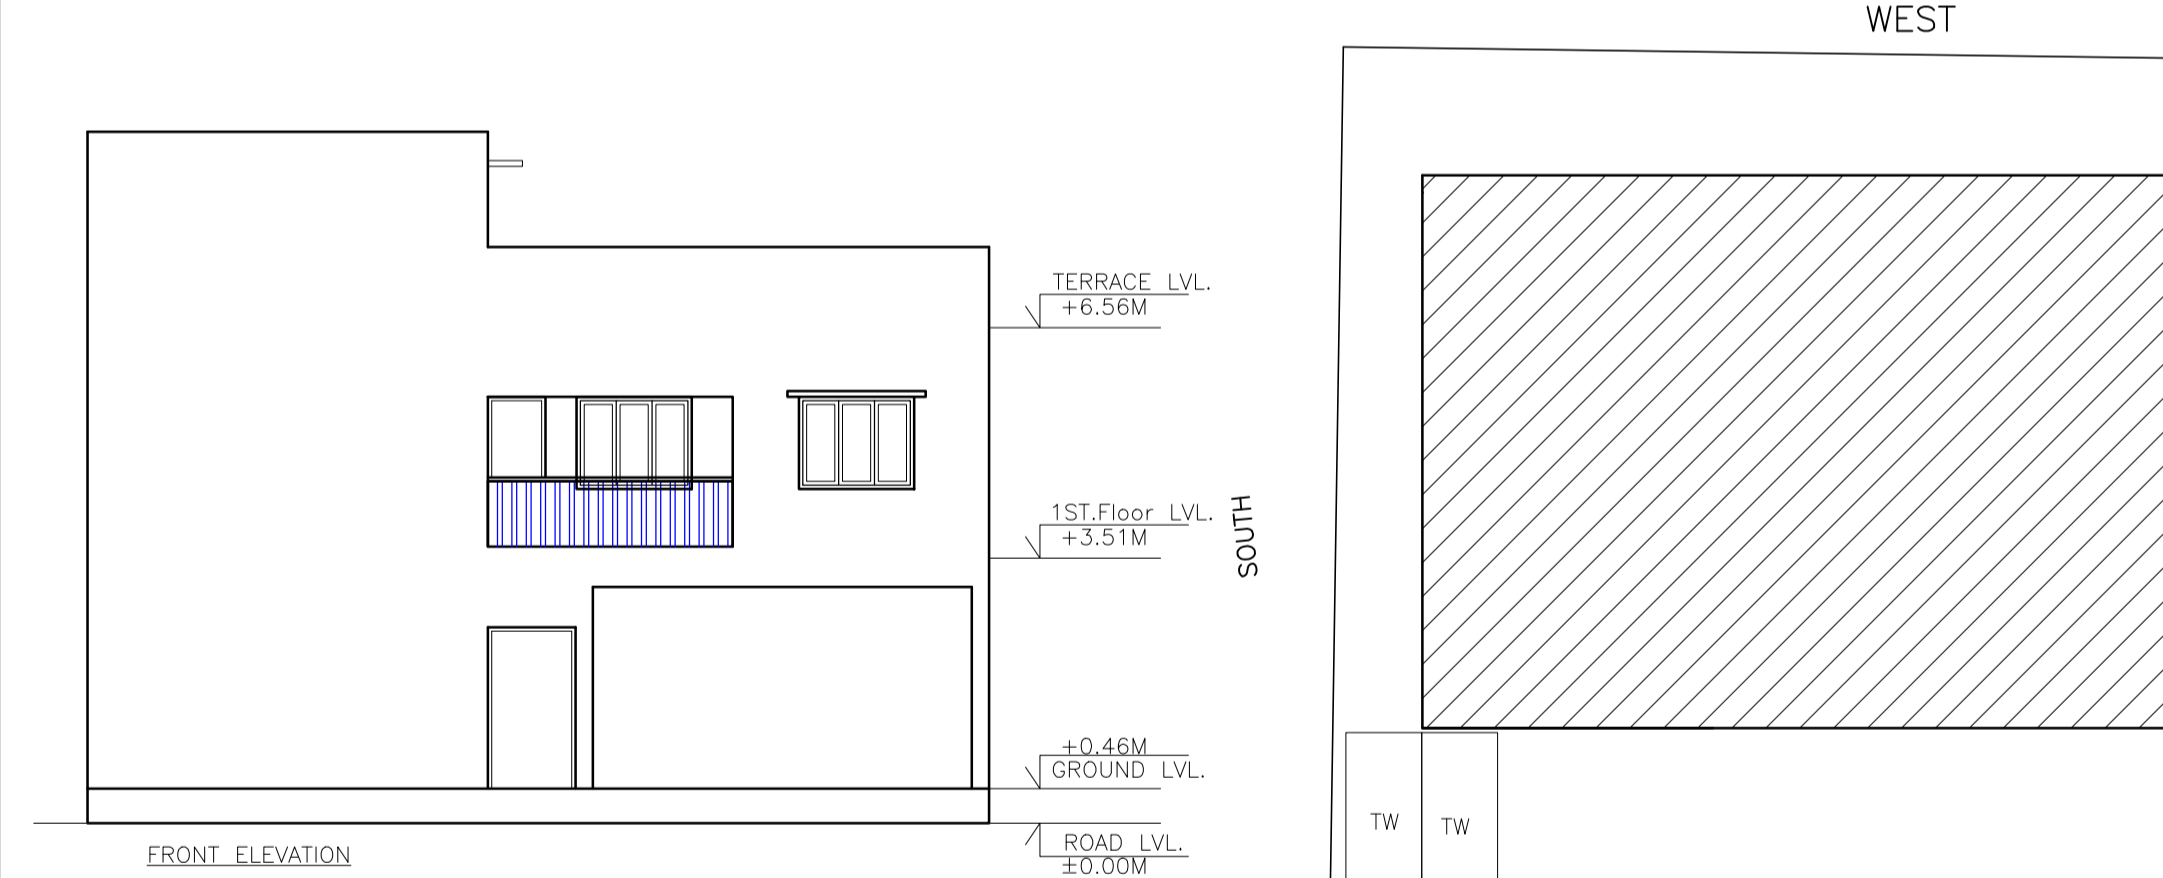 WEST
TERRACE LVL.
+6.56M
1ST.Floor LVL.
+3.51M
SOUTH
+0.46M
GROUND LVL.
TW
TW
ROAD LVL.
±0.00M
FRONT ELEVATION